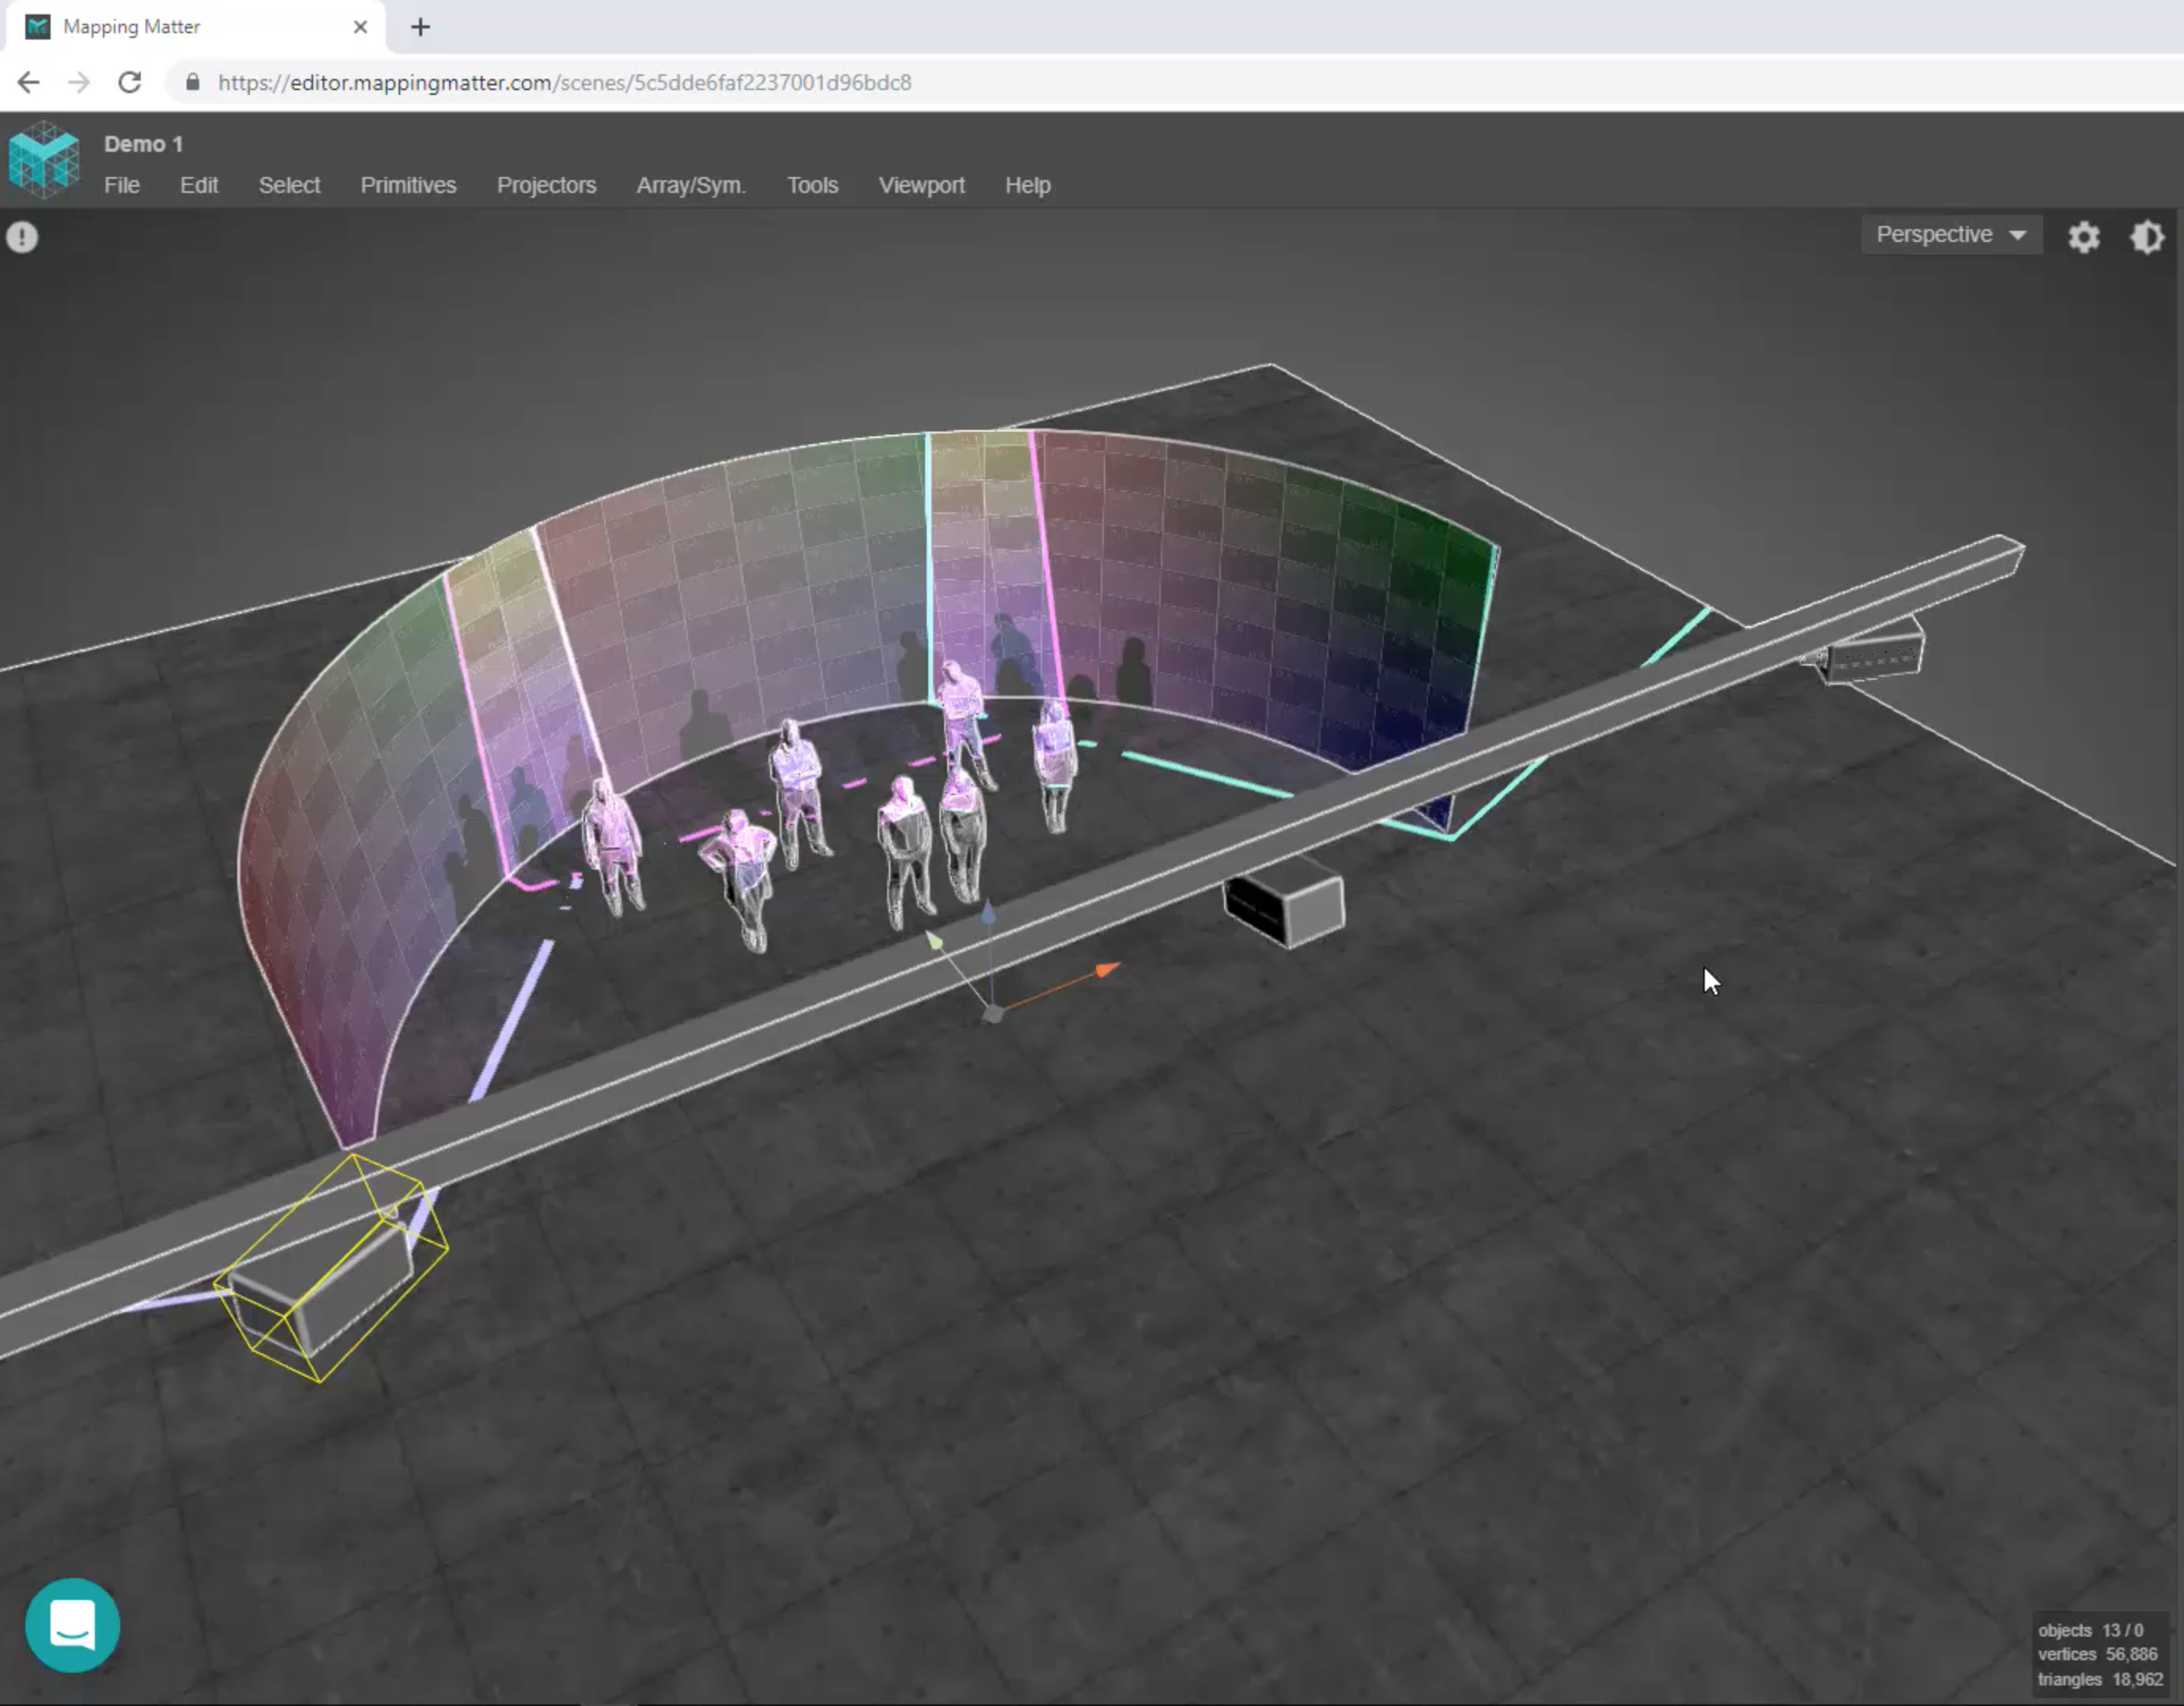 Mapping Matter
https://editor.mappingmatter.com/scenes/5c5dde6faf2237001d96bdc8
Demo 1
File Edit Select Primitives Projectors Array/Sym. Tools Viewport Help
Perspective
objects 13 / 0
vertices 56,886
triangles 18,962